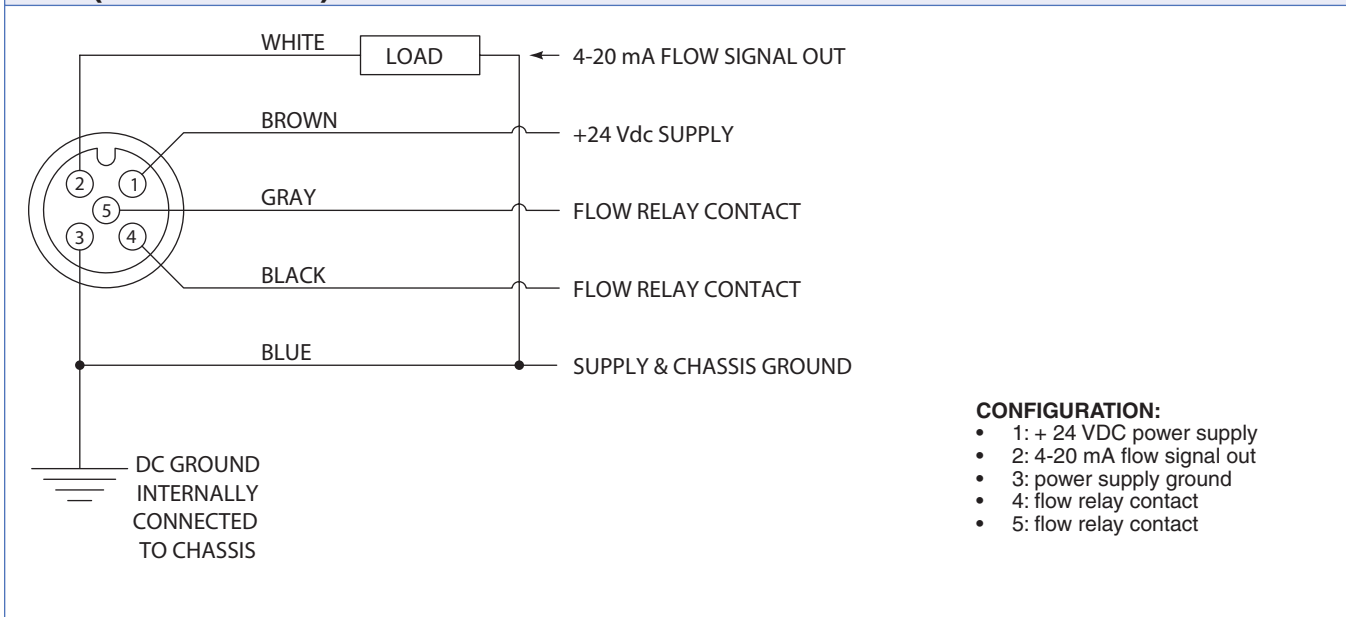 WHITE
LOAD
4-20 mA FLOW SIGNAL OUT
BROWN
+24 Vdc SUPPLY
2
1
5
GRAY
FLOW RELAY CONTACT
3
4
BLACK
FLOW RELAY CONTACT
BLUE
SUPPLY & CHASSIS GROUND
DC GROUND
INTERNALLY
CONNECTED
TO CHASSIS
CONFIGURATION:
• 1: + 24 VDC power supply
• 2: 4-20 mA flow signal out
• 3: power supply ground
• 4: flow relay contact
• 5: flow relay contact